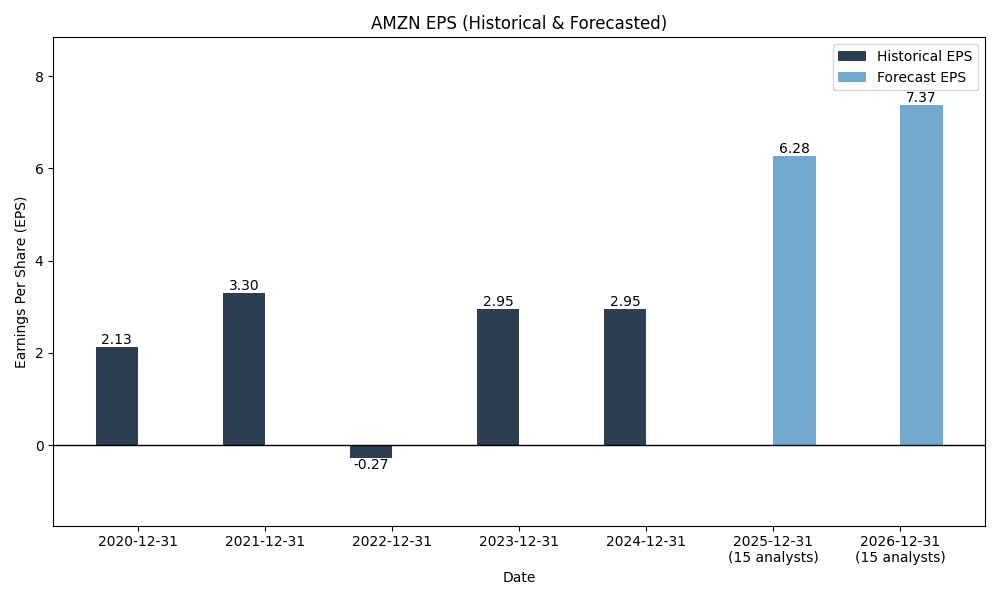 AMZN EPS (Historical & Forecasted)
Historical EPS
Forecast EPS
Earnings Per Share (EPS)
8
6
4
2
0
2.13
3.30
-0.27
2.95
2.95
6.28
7.37
2020-12-31
2021-12-31
2022-12-31
2023-12-31
2024-12-31
2025-12-31
(15 analysts)
2026-12-31
(15 analysts)
Date